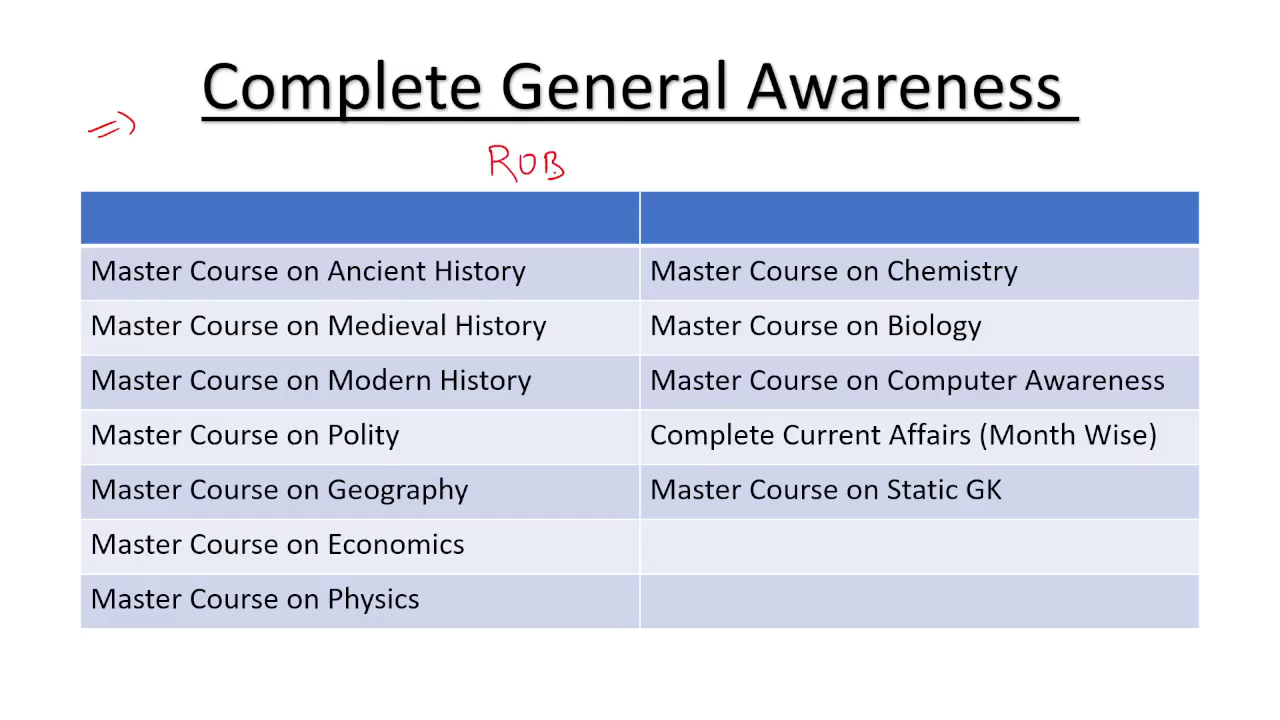 Complete General Awareness
⇒
ROB
Master Course on Ancient History
Master Course on Chemistry
Master Course on Medieval History
Master Course on Biology
Master Course on Modern History
Master Course on Computer Awareness
Master Course on Polity
Complete Current Affairs (Month Wise)
Master Course on Geography
Master Course on Static GK
Master Course on Economics
Master Course on Physics